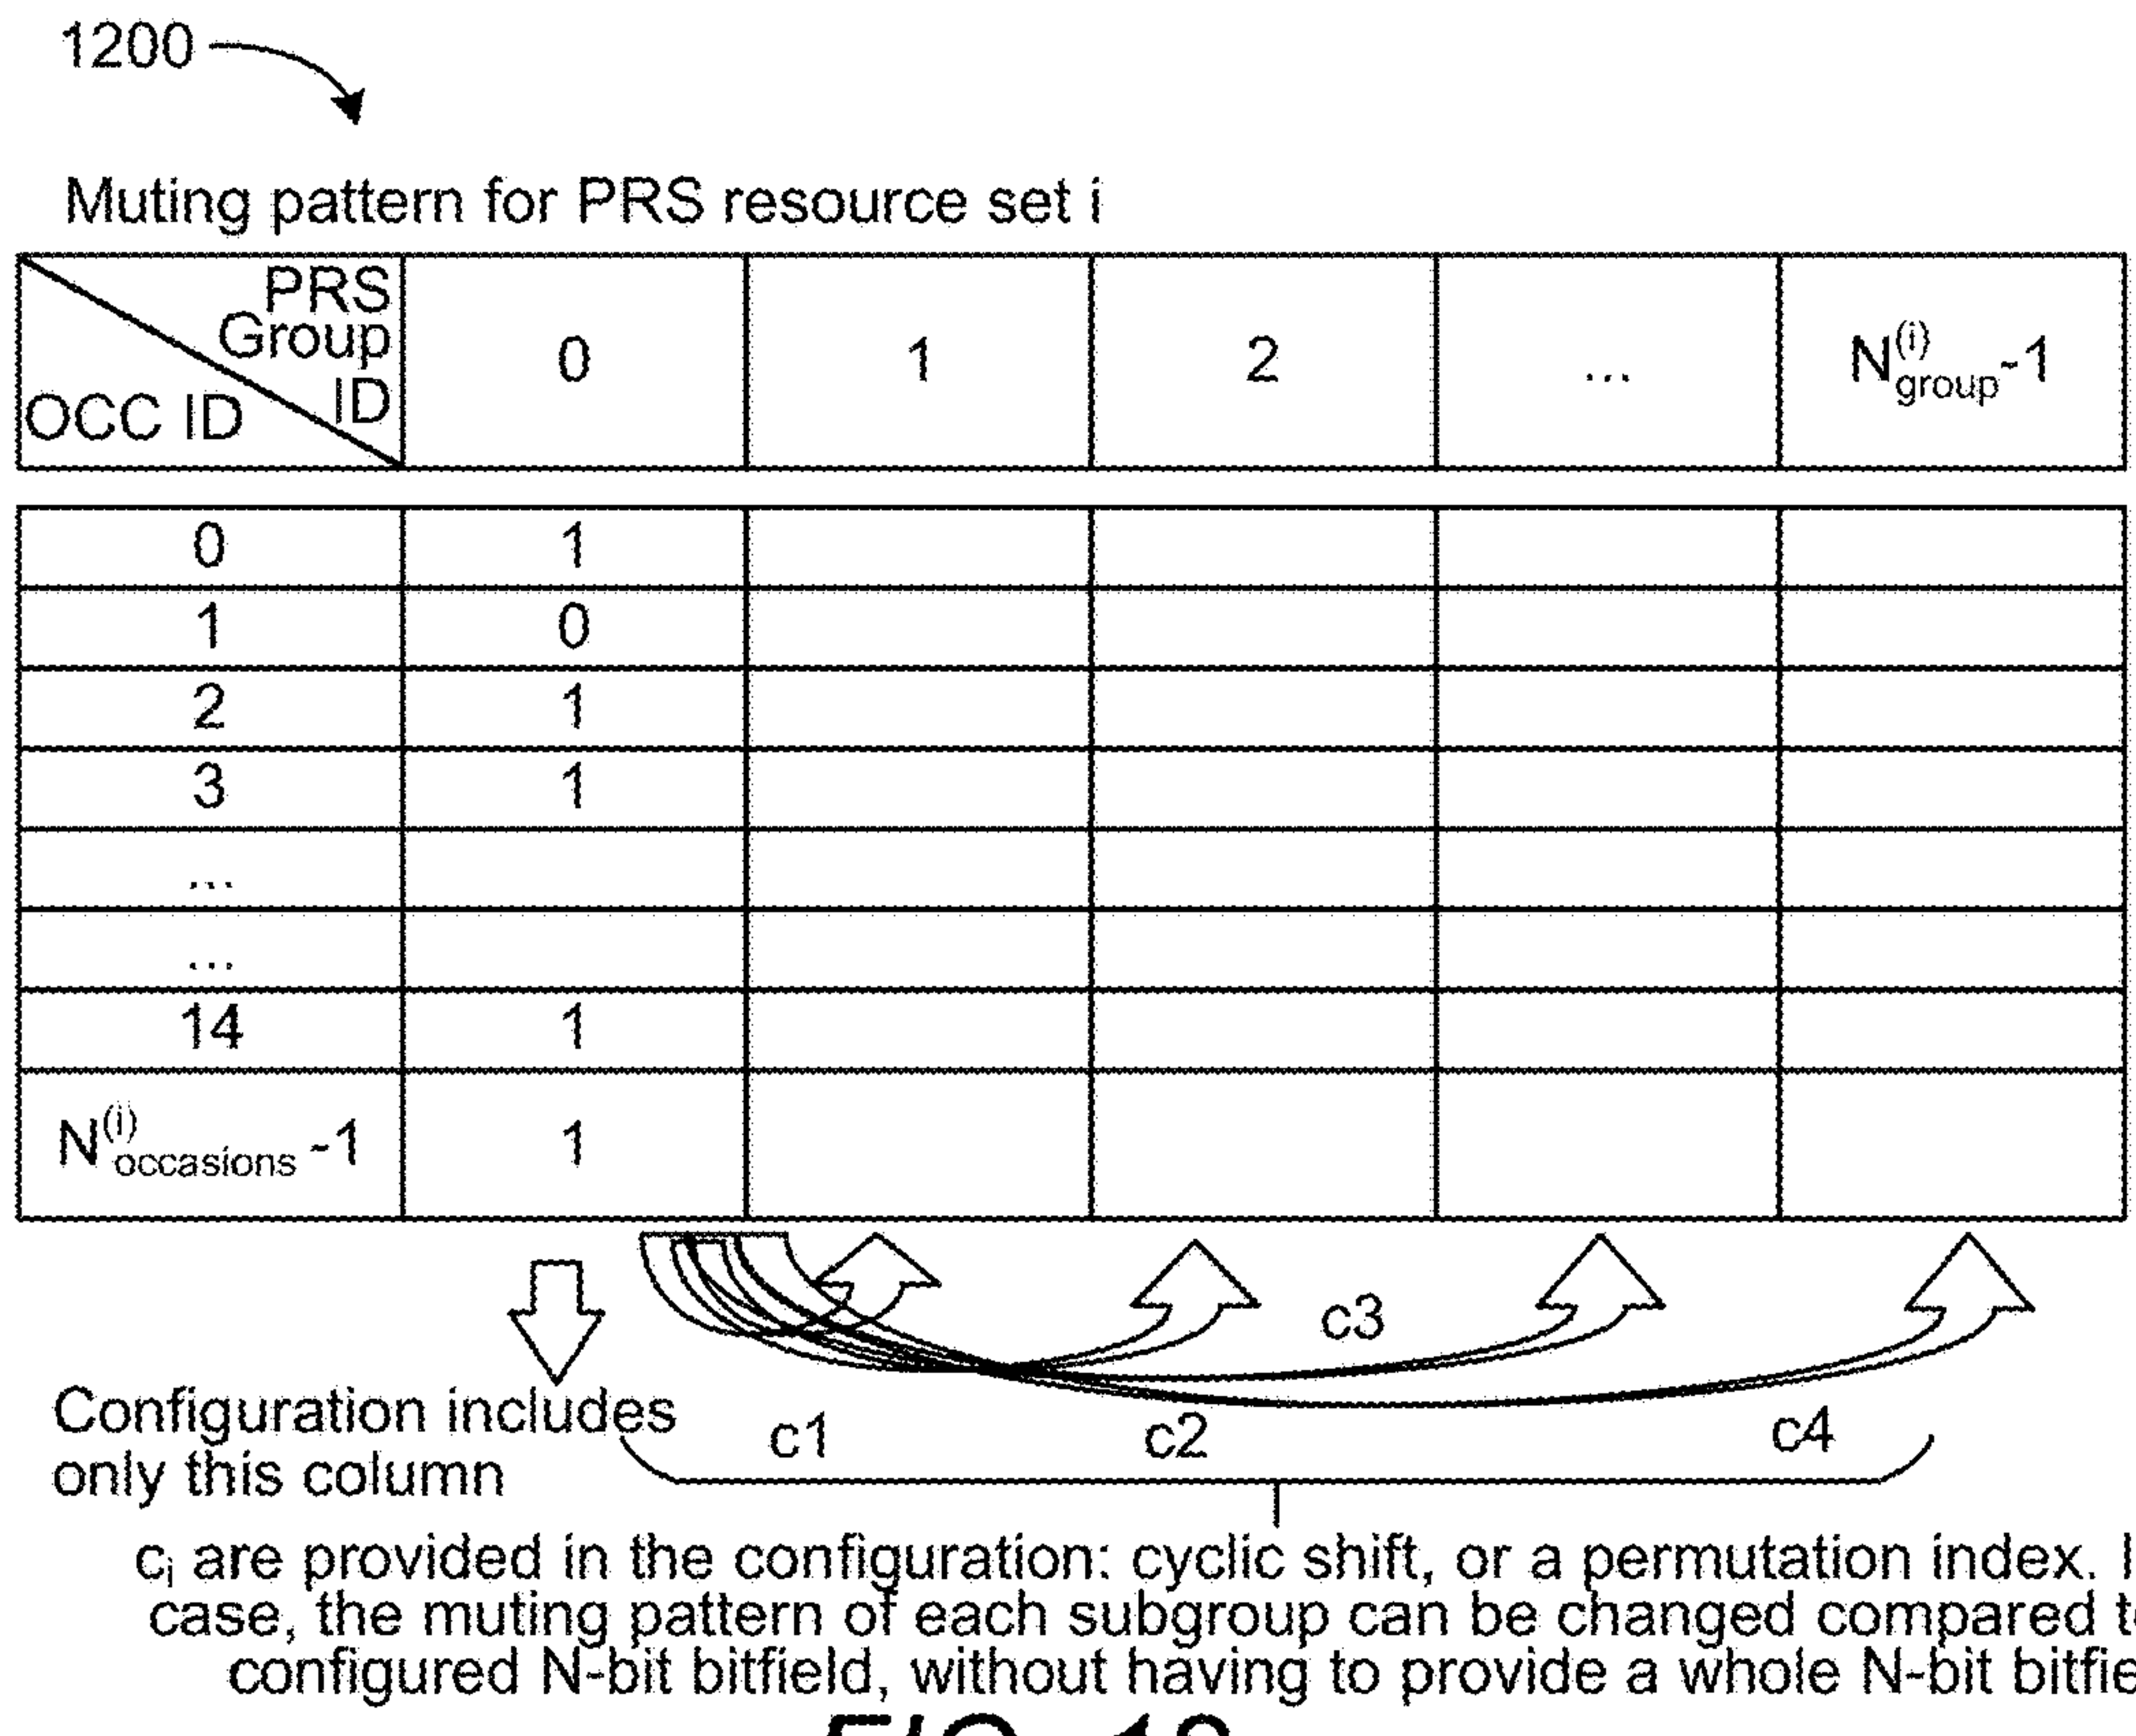 1200
Muting pattern for PRS resource set i
PRS Group ID
OCC ID
0 1 2 ... N(i)group-1
0 1
1 0
2 1
3 1
...
...
14 1
N(i)occasions-1 1
c3
Configuration includes
only this column
c1 c2 c4
ci are provided in the configuration: cyclic shift, or a permutation index.
case, the muting pattern of each subgroup can be changed compared
configured N-bit bitfield, without having to provide a whole N-bit
FIG.